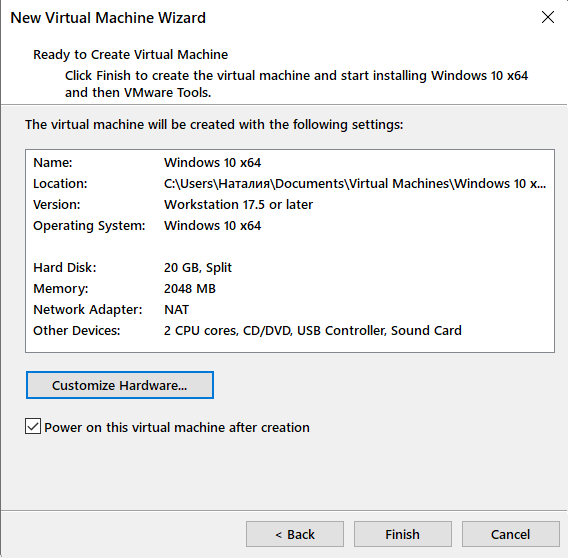 New Virtual Machine Wizard
Ready to Create Virtual Machine
Click Finish to create the virtual machine and start installing Windows 10 x64
and then VMware Tools.
The virtual machine will be created with the following settings:
Name: Windows 10 x64
Location: C:\Users\Наталия\Documents\Virtual Machines\Windows 10 x...
Version: Workstation 17.5 or later
Operating System: Windows 10 x64
Hard Disk: 20 GB, Split
Memory: 2048 MB
Network Adapter: NAT
Other Devices: 2 CPU cores, CD/DVD, USB Controller, Sound Card
Customize Hardware...
Power on this virtual machine after creation
< Back Finish Cancel